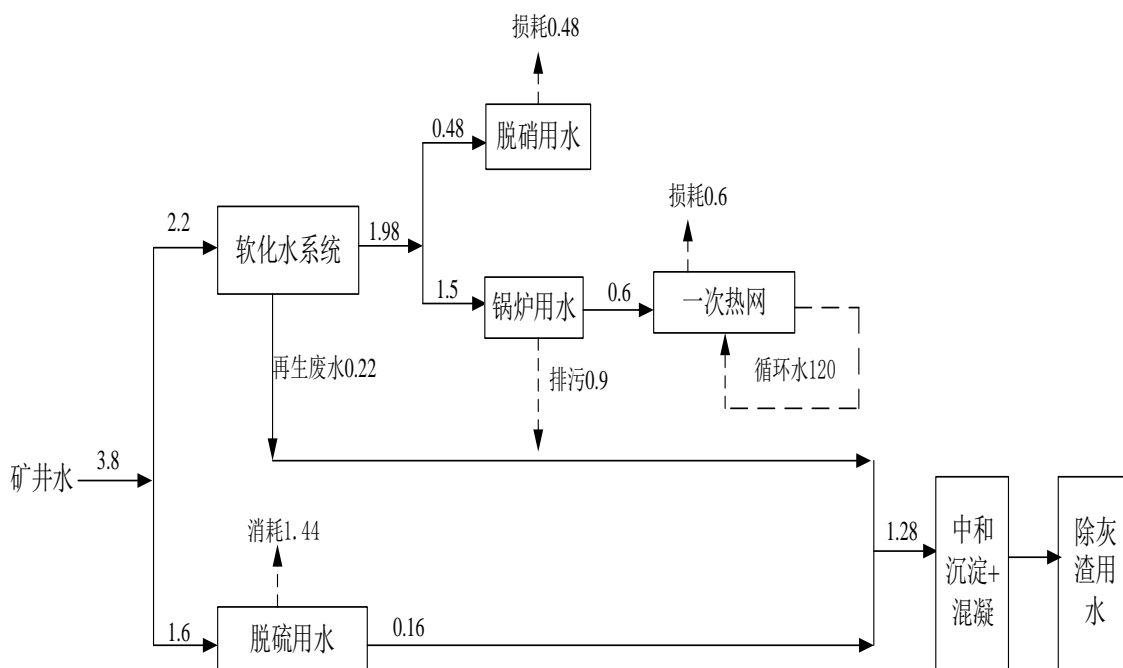 损耗0.48
0.48
脱硝用水
损耗0.6
2.2
软化水系统
1.98
1.5
锅炉用水
0.6
一次热网
再生废水0.22
排污0.9
循环水120
矿井水
3.8
消耗1.44
1.28
中和
沉淀+
混凝
除灰
渣用
水
1.6
脱硫用水
0.16